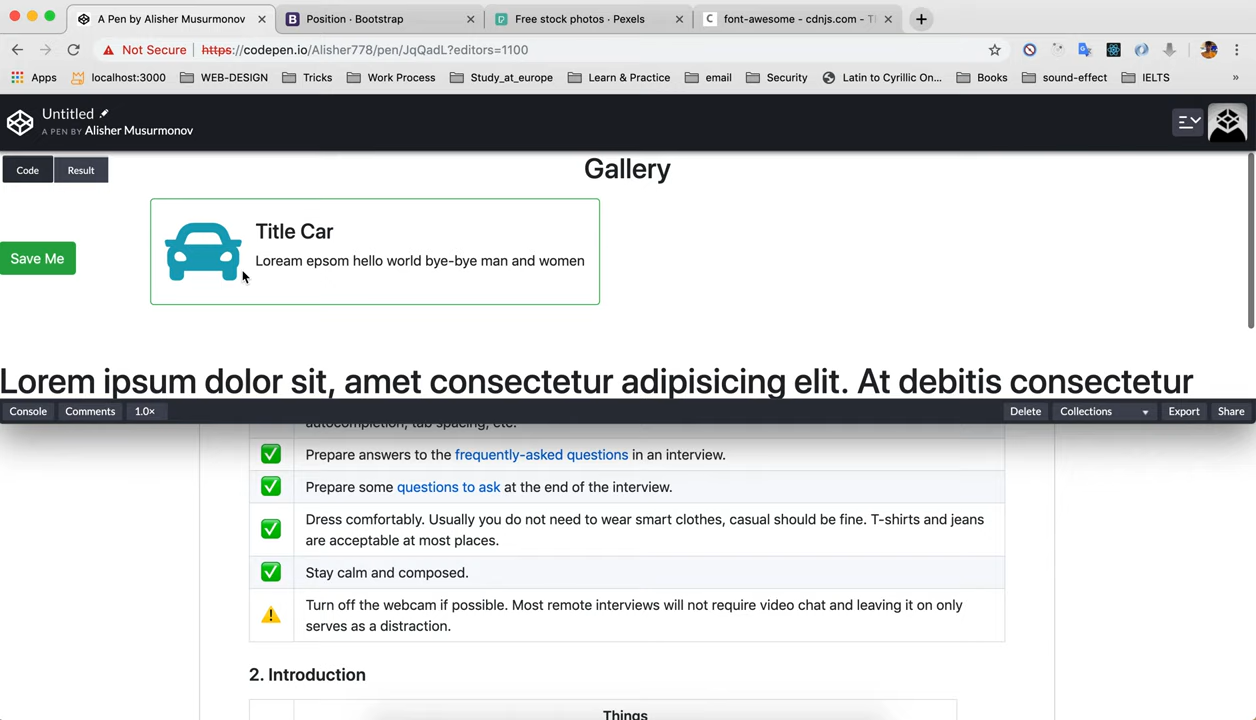 A Pen by Alisher Musurmonov
Position · Bootstrap
Free stock photos · Pexels
font-awesome - cdnjs.com - T
Not Secure https://codepen.io/Alisher778/pen/JqQadL?editors=1100
Apps localhost:3000 WEB-DESIGN Tricks Work Process Study_at_europe Learn & Practice email Security Latin to Cyrillic On... Books sound-effect IELTS »
Untitled
A PEN BY Alisher Musurmonov
Code Result
Gallery
Title Car
Save Me
Loream epsom hello world bye-bye man and women
Lorem ipsum dolor sit, amet consectetur adipisicing elit. At debitis consectetur
Console Comments 1.0× Delete Collections Export Share
autocompletion, tab spacing, etc.
Prepare answers to the frequently-asked questions in an interview.
Prepare some questions to ask at the end of the interview.
Dress comfortably. Usually you do not need to wear smart clothes, casual should be fine. T-shirts and jeans
are acceptable at most places.
Stay calm and composed.
Turn off the webcam if possible. Most remote interviews will not require video chat and leaving it on only
serves as a distraction.
2. Introduction
Things